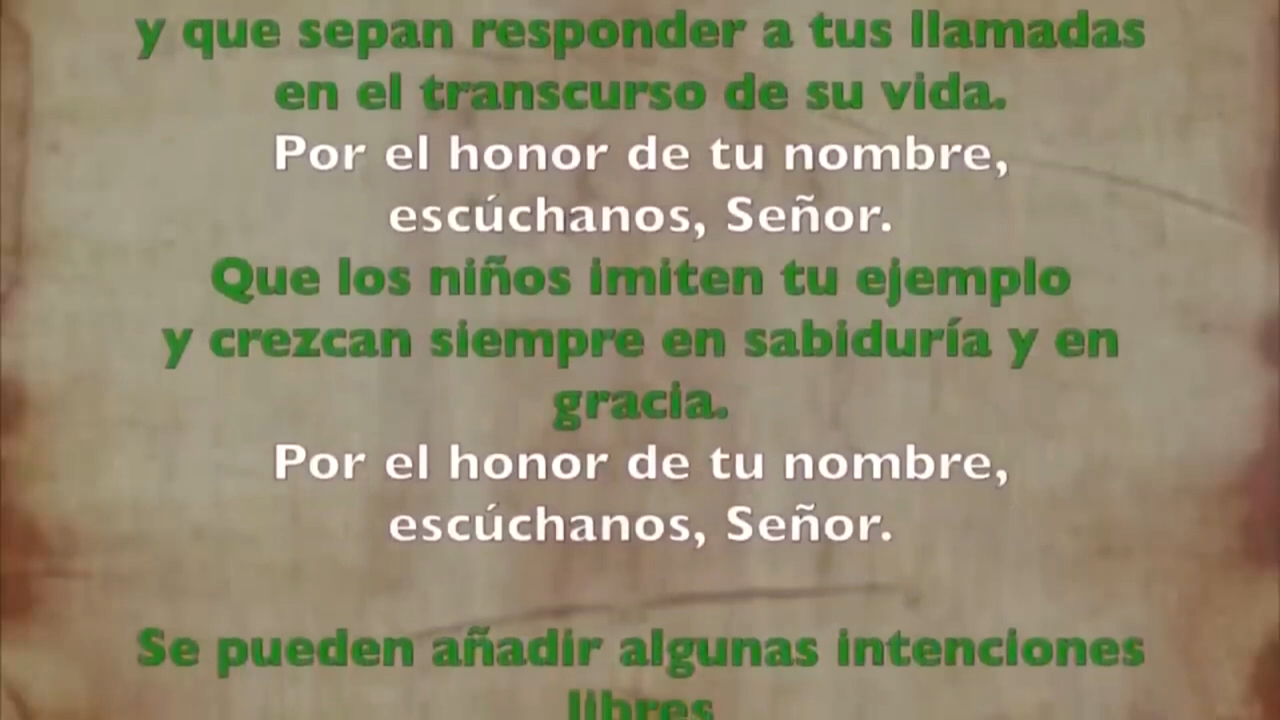 y que sepan responder a tus llamadas
en el transcurso de su vida.
Por el honor de tu nombre,
escúchanos, Señor.
Que los niños imiten tu ejemplo
y crezcan siempre en sabiduría y en
gracia.
Por el honor de tu nombre,
escúchanos, Señor.
Se pueden añadir algunas intenciones
libres